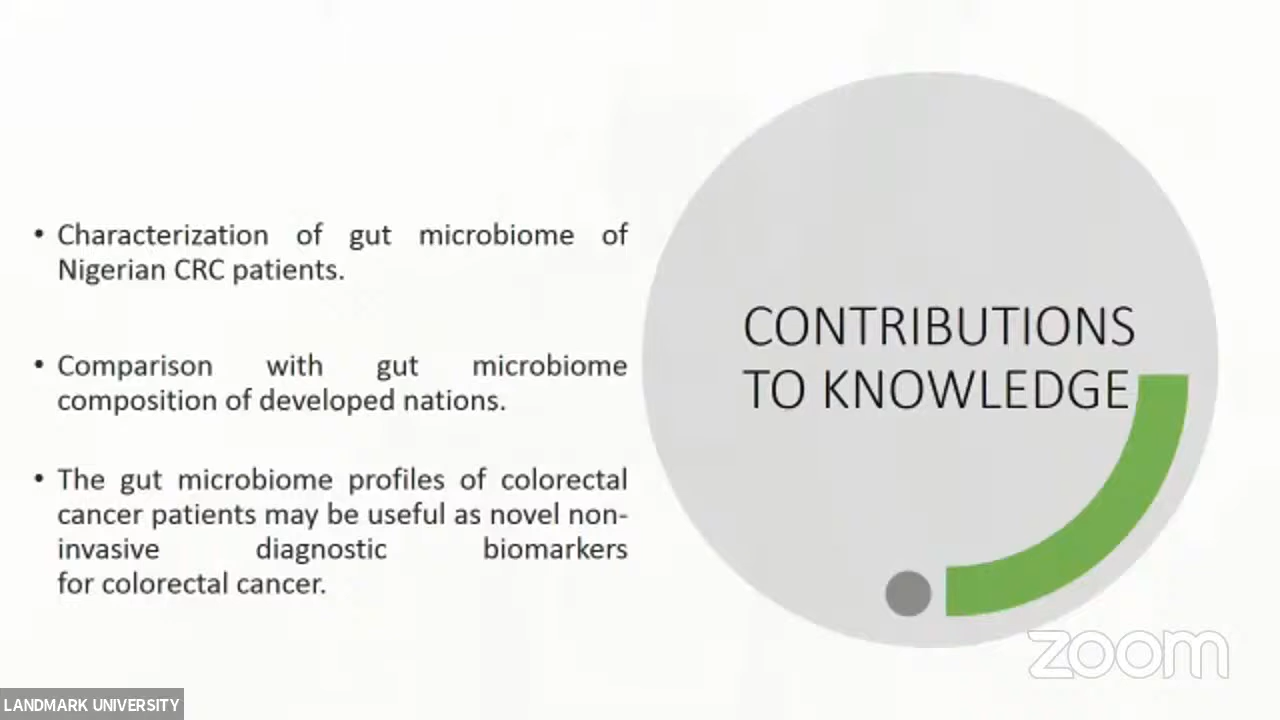 • Characterization of gut microbiome of
Nigerian CRC patients.
• Comparison with gut microbiome
composition of developed nations.
• The gut microbiome profiles of colorectal
cancer patients may be useful as novel non-
invasive diagnostic biomarkers
for colorectal cancer.
CONTRIBUTIONS
TO KNOWLEDGE
zoom
LANDMARK UNIVERSITY